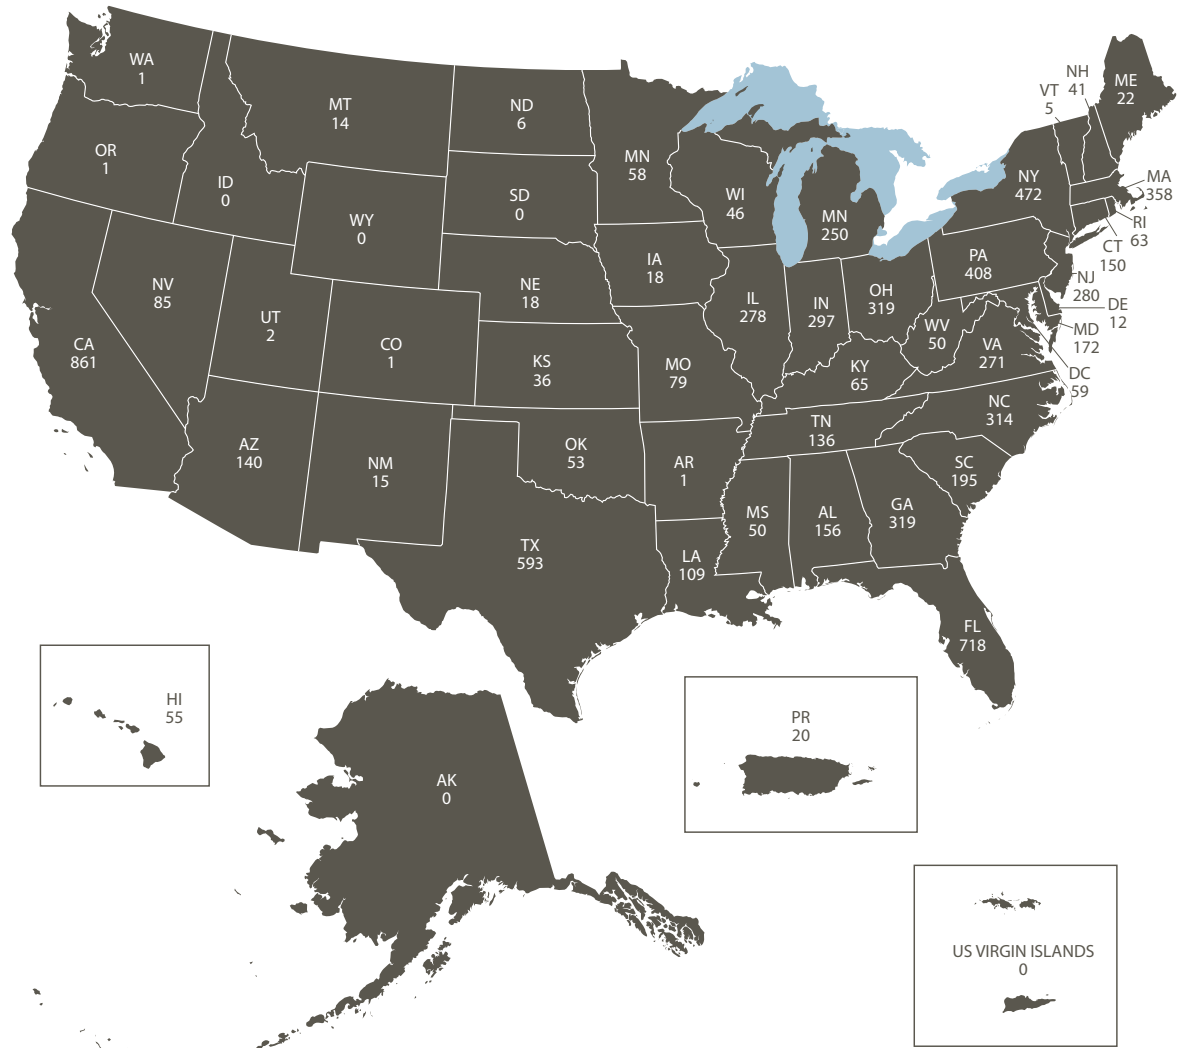 WA
1
MT
14
ND
6
MN
58
OR
1
ID
0
WY
0
SD
0
WI
46
MN
250
NH
41
VT
5
ME
22
NY
472
MA
358
RI
63
CT
150
NV
85
UT
2
CO
1
NE
18
IA
18
IL
278
IN
297
OH
319
PA
408
NJ
280
DE
12
MD
172
DC
59
CA
861
KS
36
MO
79
KY
65
WV
50
VA
271
NC
314
TN
136
SC
195
AZ
140
NM
15
OK
53
AR
1
MS
50
AL
156
GA
319
TX
593
LA
109
FL
718
HI
55
AK
0
PR
20
US VIRGIN ISLANDS
0